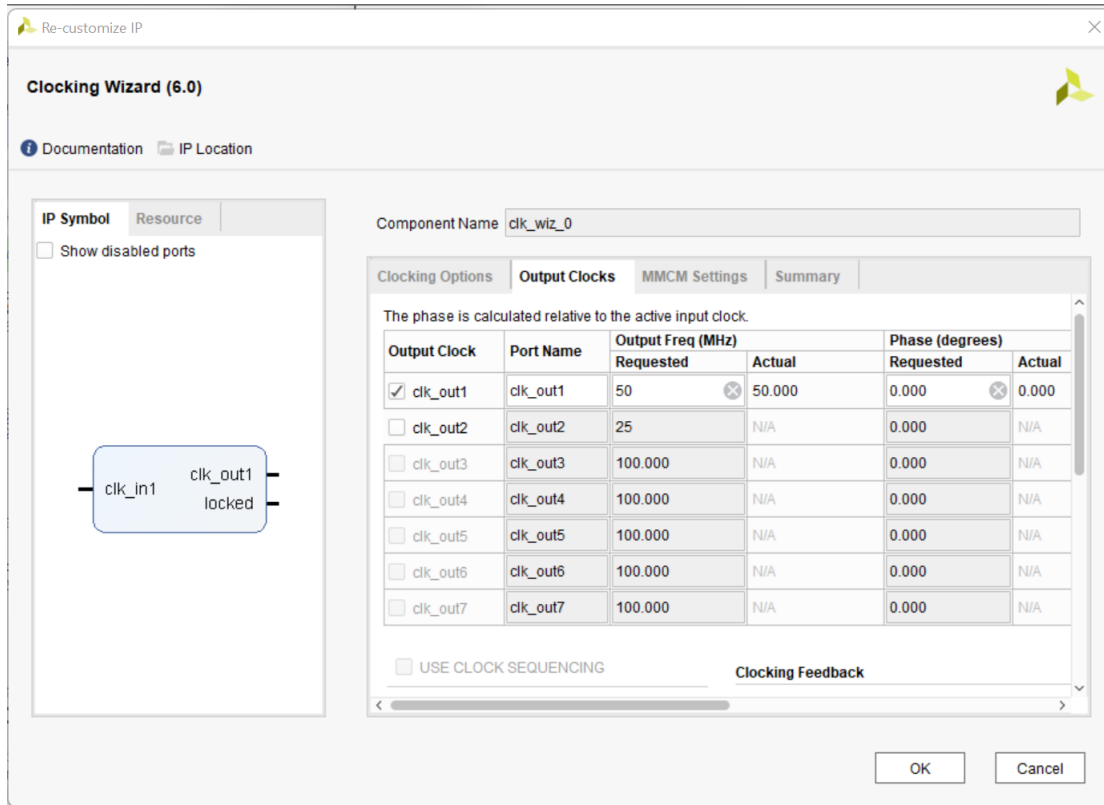 Re-customize IP
Clocking Wizard (6.0)
Documentation IP Location
IP Symbol Resource
Show disabled ports
clk_in1
clk_out1
locked
Component Name clk_wiz_0
Clocking Options Output Clocks MMCM Settings Summary
The phase is calculated relative to the active input clock.
Output Clock Port Name Output Freq (MHz) Phase (degrees)
Requested Actual Requested Actual
clk_out1 clk_out1 50 50.000 0.000 0.000
clk_out2 clk_out2 25 N/A 0.000 N/A
clk_out3 clk_out3 100.000 N/A 0.000 N/A
clk_out4 clk_out4 100.000 N/A 0.000 N/A
clk_out5 clk_out5 100.000 N/A 0.000 N/A
clk_out6 clk_out6 100.000 N/A 0.000 N/A
clk_out7 clk_out7 100.000 N/A 0.000 N/A
USE CLOCK SEQUENCING
Clocking Feedback
OK Cancel